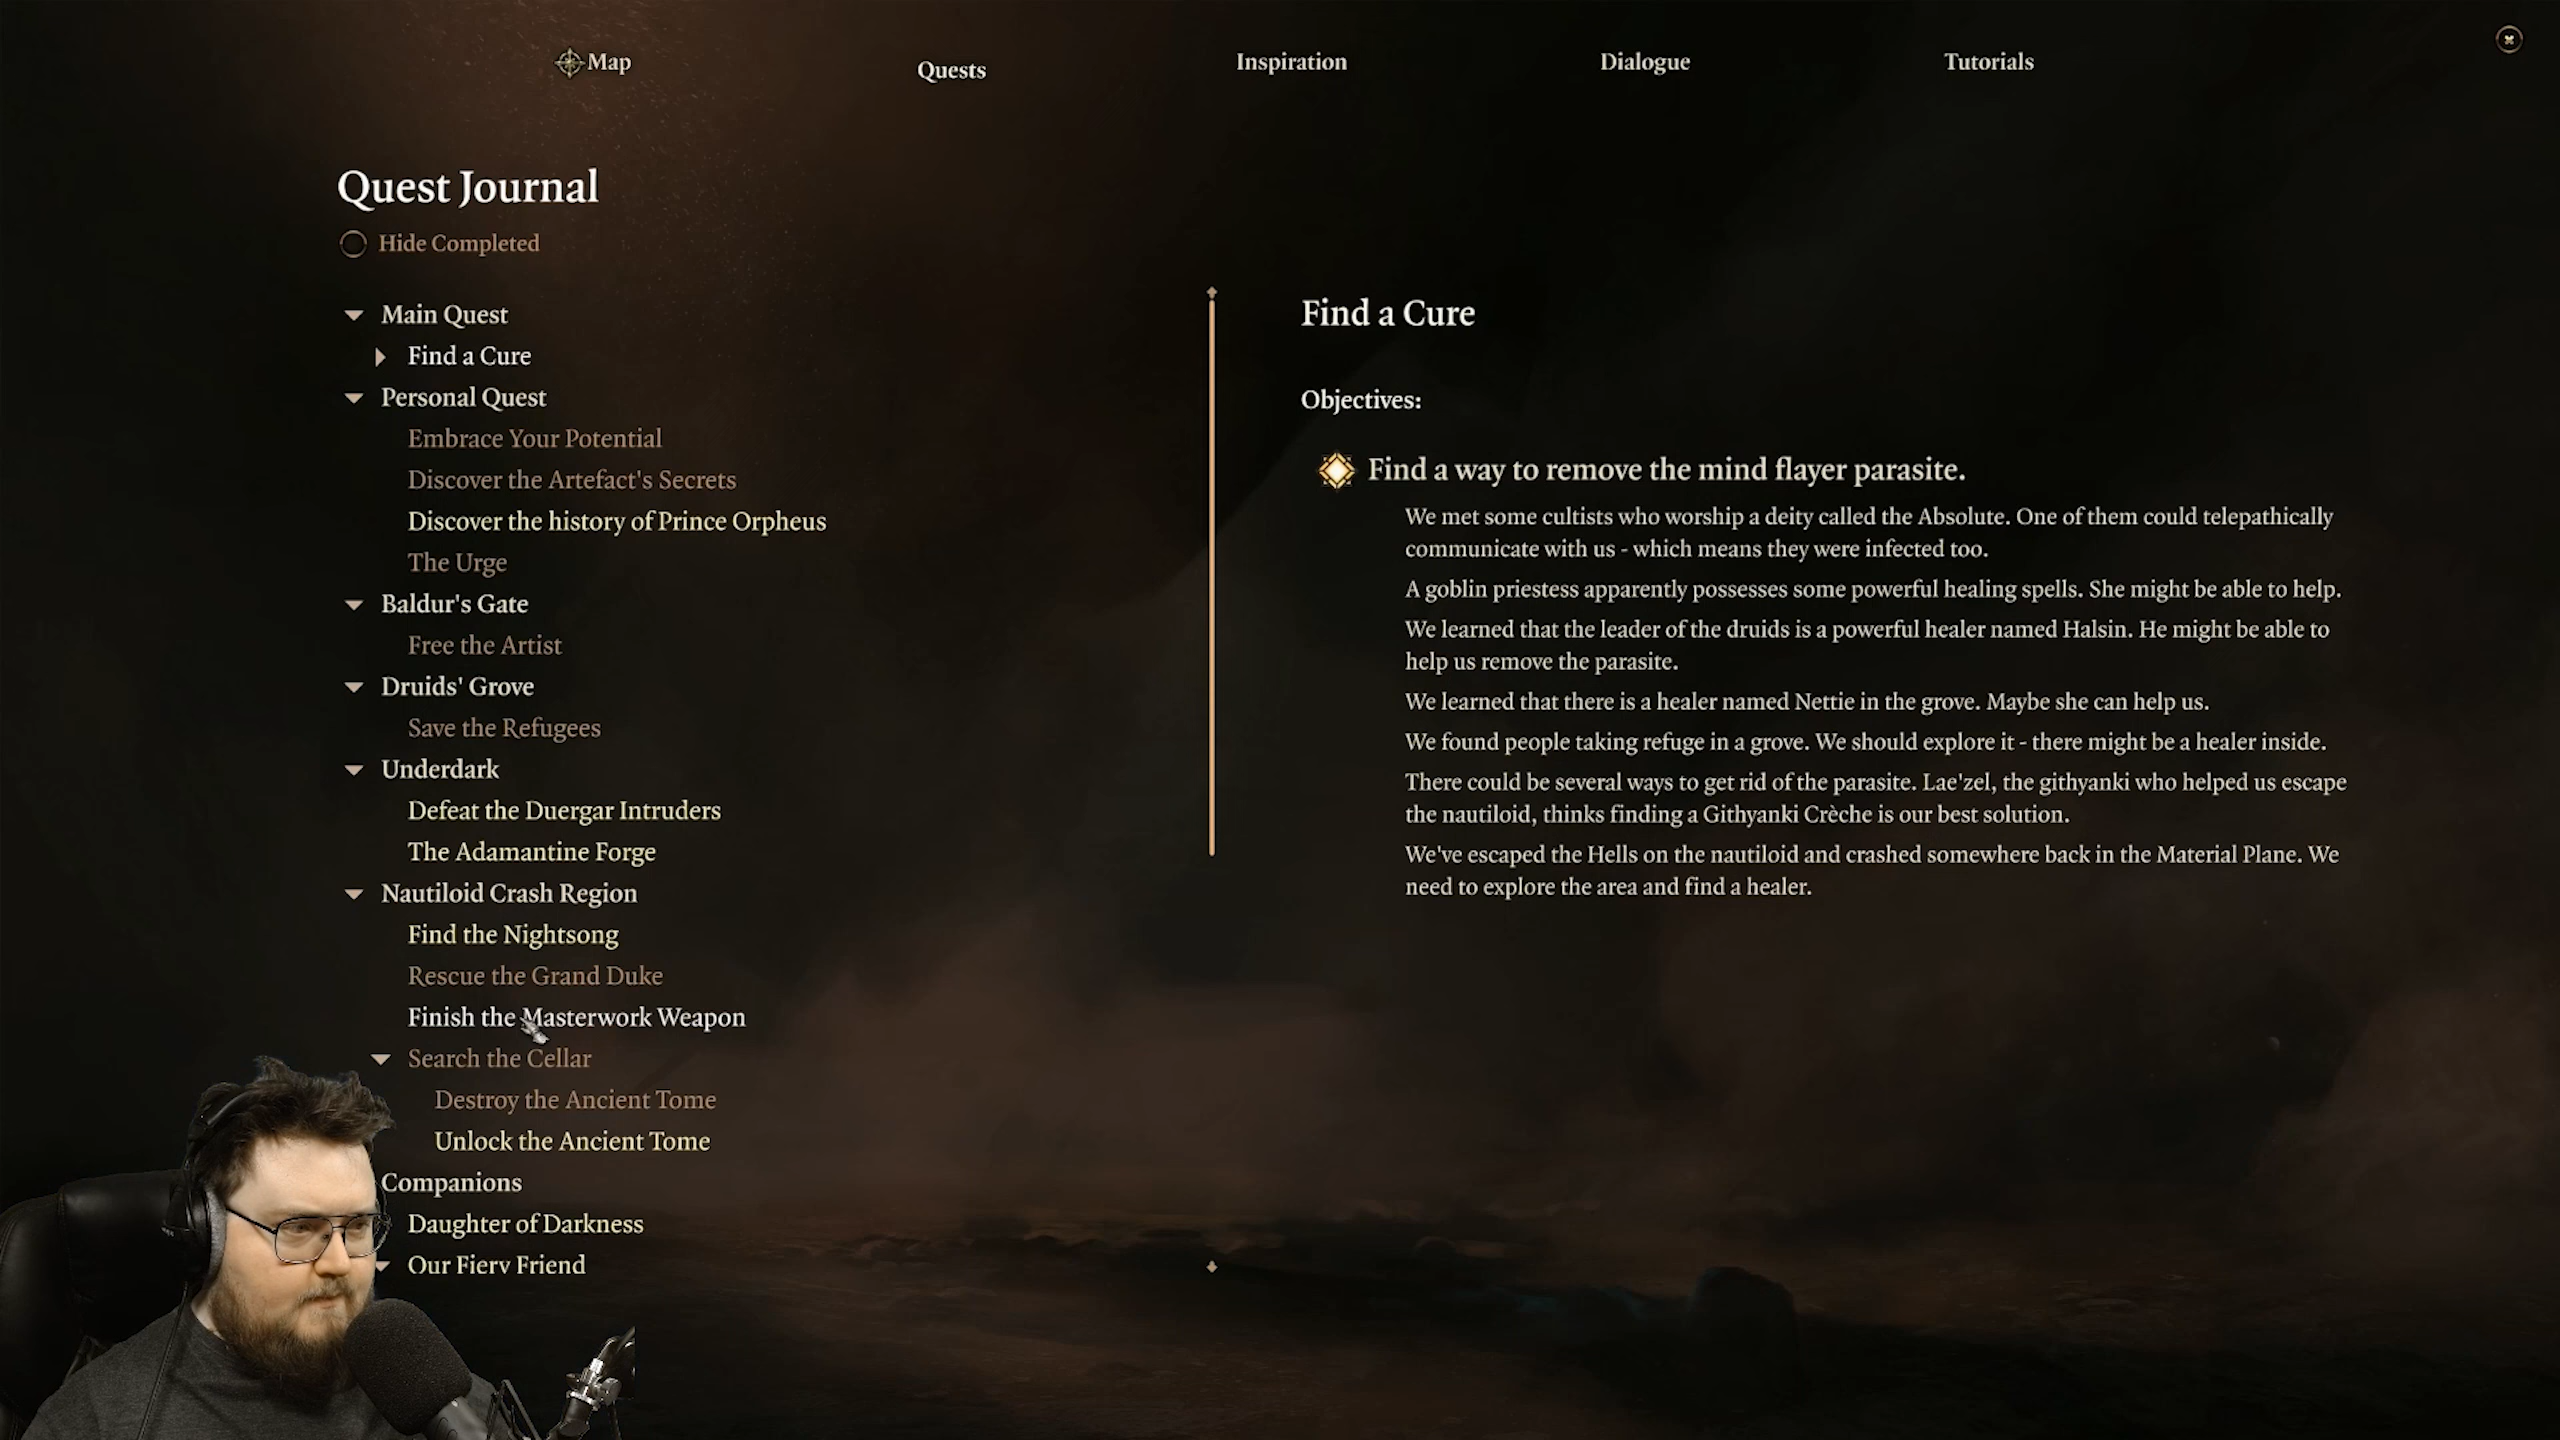 Map
Quests
Inspiration
Dialogue
Tutorials
Quest Journal
Hide Completed
Main Quest
Find a Cure
Personal Quest
Embrace Your Potential
Discover the Artefact's Secrets
Discover the history of Prince Orpheus
The Urge
Baldur's Gate
Free the Artist
Druids' Grove
Save the Refugees
Underdark
Defeat the Duergar Intruders
The Adamantine Forge
Nautiloid Crash Region
Find the Nightsong
Rescue the Grand Duke
Finish the Masterwork Weapon
Search the Cellar
Destroy the Ancient Tome
Unlock the Ancient Tome
Companions
Daughter of Darkness
Our Fiery Friend
Find a Cure
Objectives:
Find a way to remove the mind flayer parasite.
We met some cultists who worship a deity called the Absolute. One of them could telepathically
communicate with us - which means they were infected too.
A goblin priestess apparently possesses some powerful healing spells. She might be able to help.
We learned that the leader of the druids is a powerful healer named Halsin. He might be able to
help us remove the parasite.
We learned that there is a healer named Nettie in the grove. Maybe she can help us.
We found people taking refuge in a grove. We should explore it - there might be a healer inside.
There could be several ways to get rid of the parasite. Lae'zel, the githyanki who helped us escape
the nautiloid, thinks finding a Githyanki Crèche is our best solution.
We've escaped the Hells on the nautiloid and crashed somewhere back in the Material Plane. We
need to explore the area and find a healer.